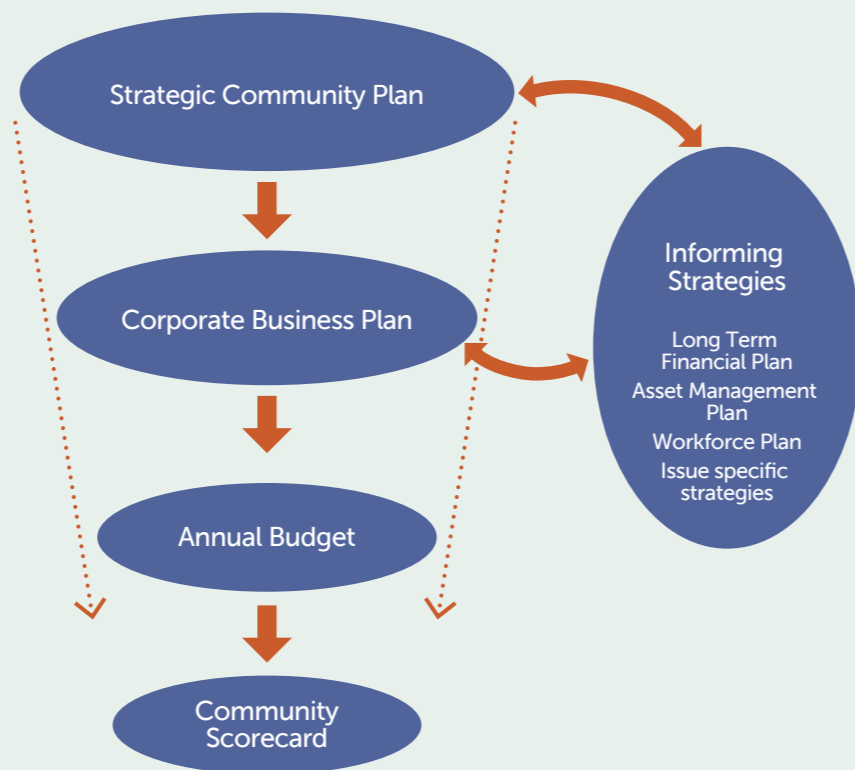 Strategic Community Plan
Corporate Business Plan
Annual Budget
Community
Scorecard
Informing
Strategies
Long Term
Financial Plan
Asset Management
Plan
Workforce Plan
Issue specific
strategies